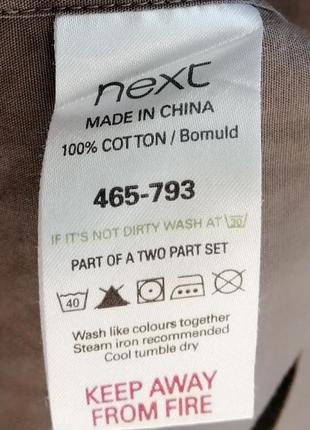 next
MADE IN CHINA
100% COTTON / Bomuld
465-793
IF IT'S NOT DIRTY WASH AT 30
PART OF A TWO PART SET
40
Wash like colours together
Steam iron recommended
Cool tumble dry
KEEP AWAY
FROM FIRE